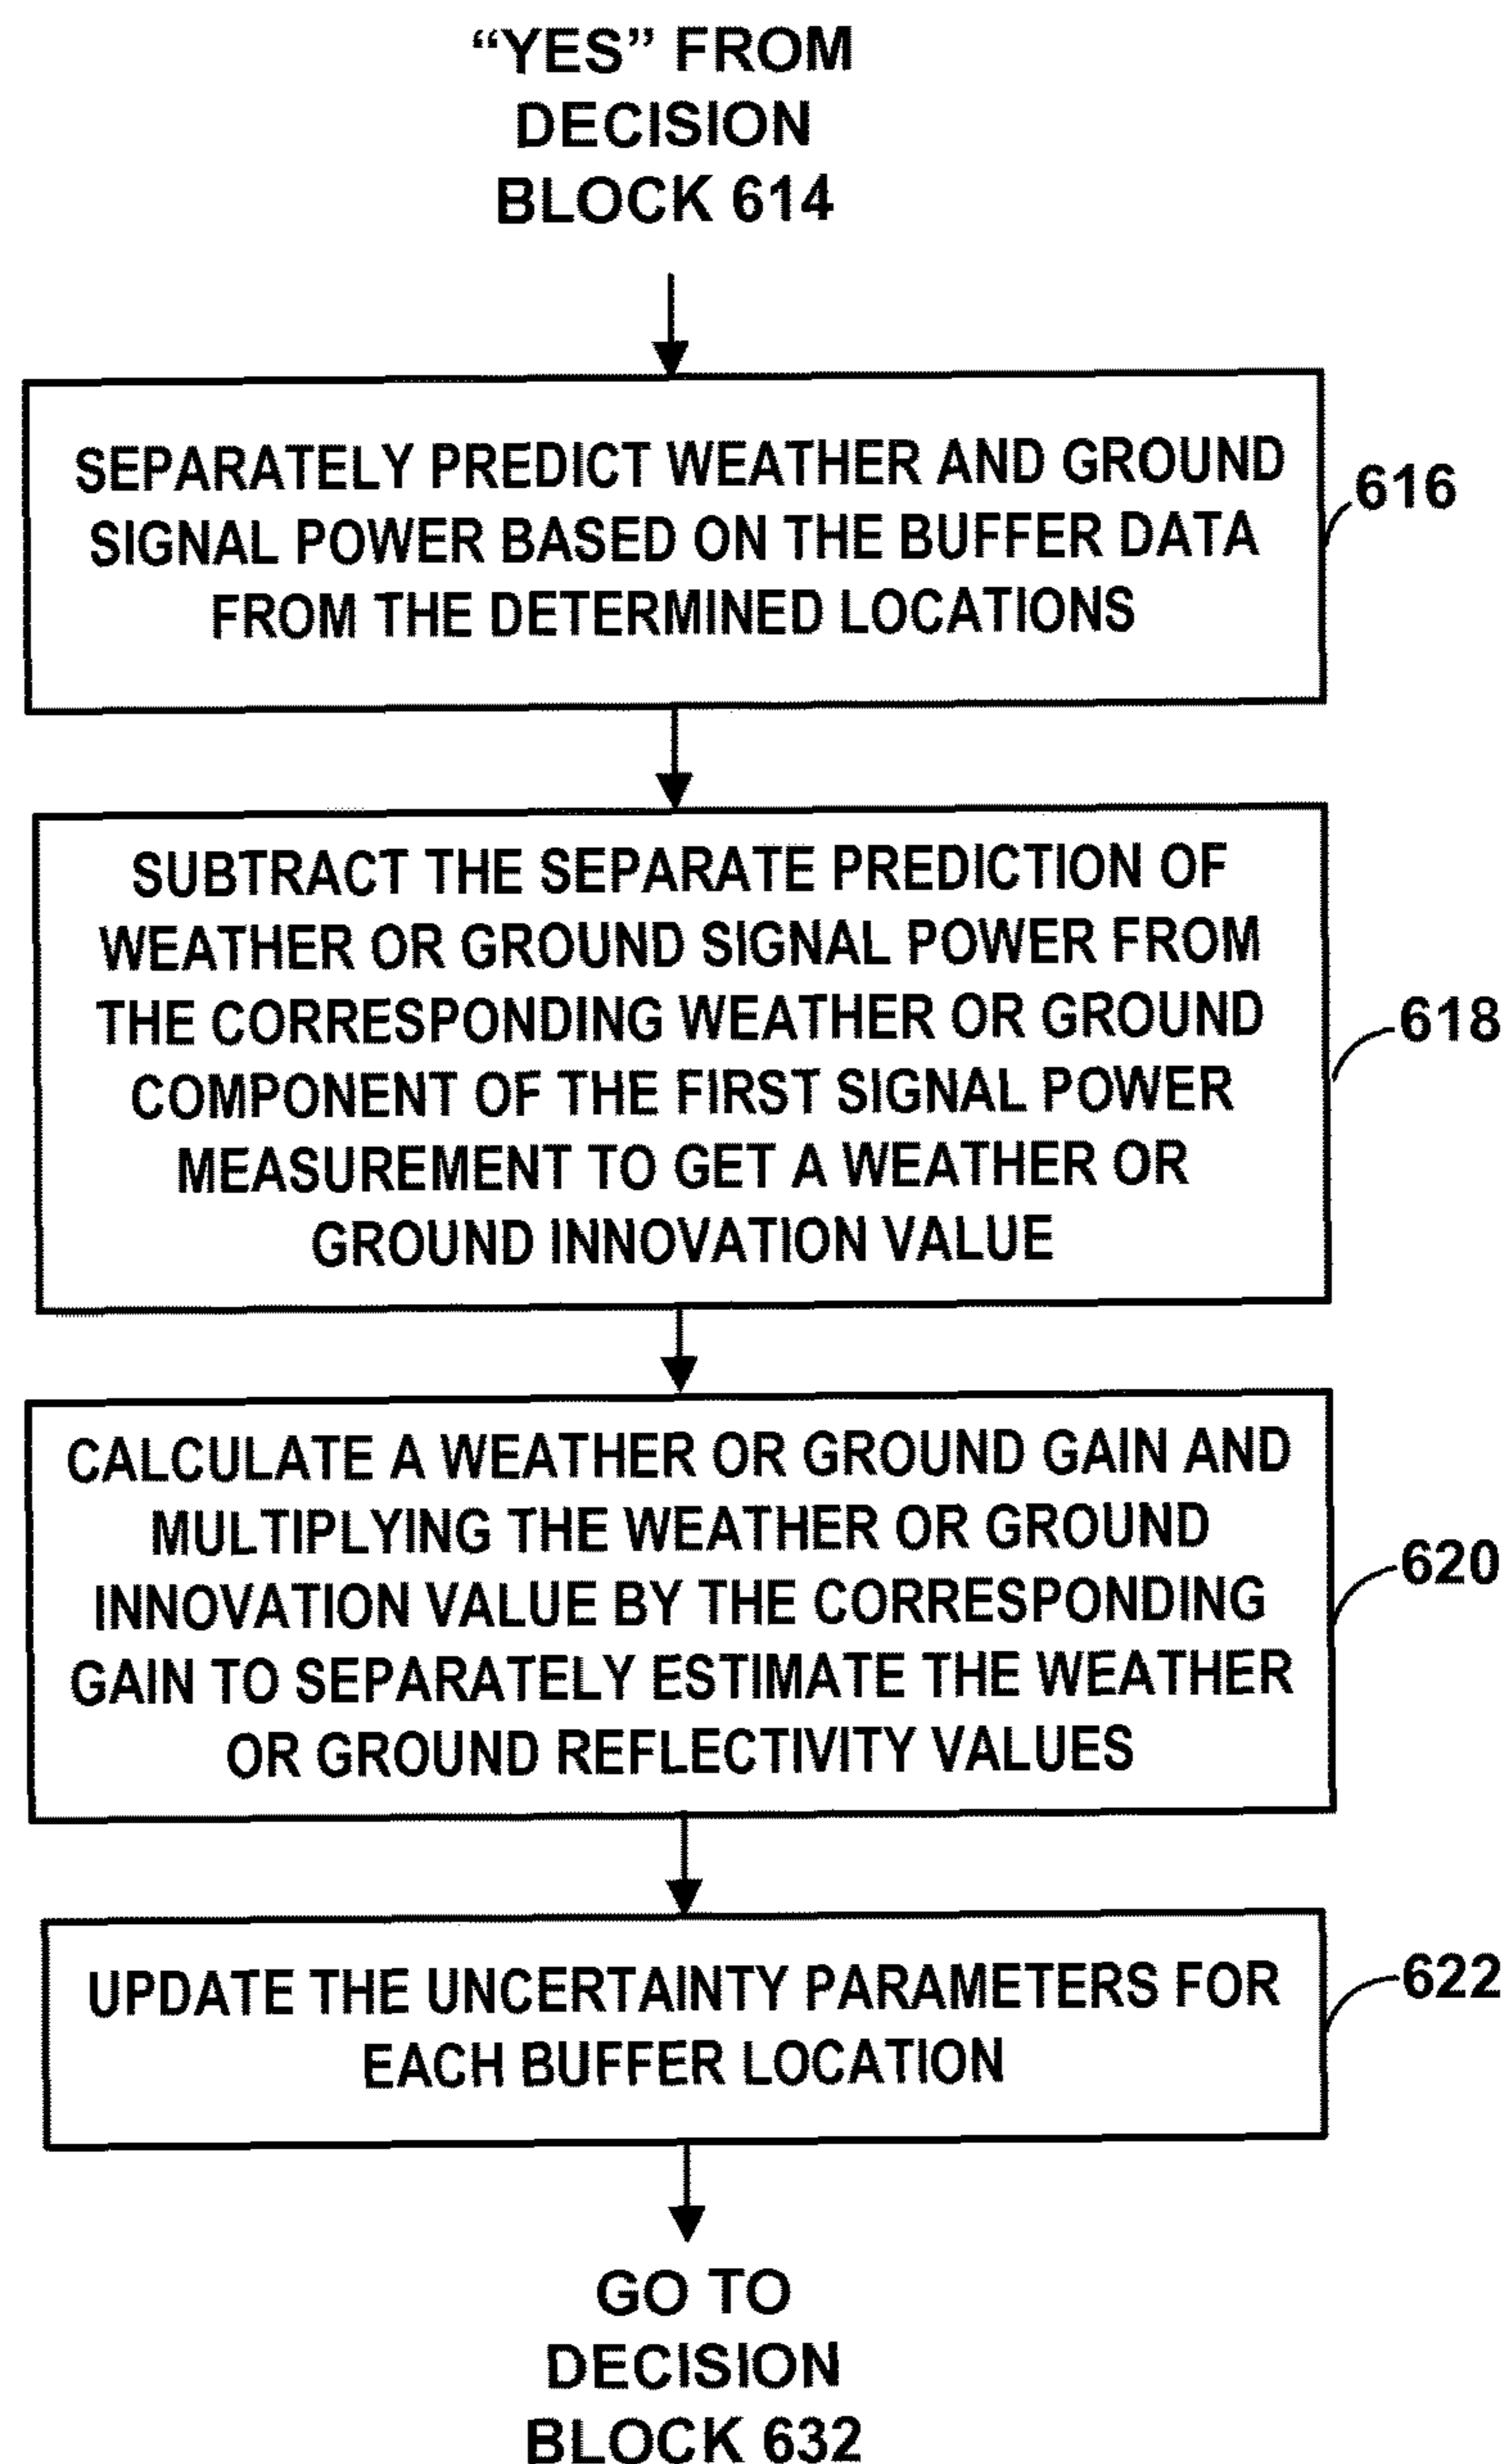 “YES” FROM
DECISION
BLOCK 614
SEPARATELY PREDICT WEATHER AND GROUND
SIGNAL POWER BASED ON THE BUFFER DATA
FROM THE DETERMINED LOCATIONS
616
SUBTRACT THE SEPARATE PREDICTION OF
WEATHER OR GROUND SIGNAL POWER FROM
THE CORRESPONDING WEATHER OR GROUND
COMPONENT OF THE FIRST SIGNAL POWER
MEASUREMENT TO GET A WEATHER OR
GROUND INNOVATION VALUE
618
CALCULATE A WEATHER OR GROUND GAIN AND
MULTIPLYING THE WEATHER OR GROUND
INNOVATION VALUE BY THE CORRESPONDING
GAIN TO SEPARATELY ESTIMATE THE WEATHER
OR GROUND REFLECTIVITY VALUES
620
UPDATE THE UNCERTAINTY PARAMETERS FOR
EACH BUFFER LOCATION
622
GO TO
DECISION
BLOCK 632